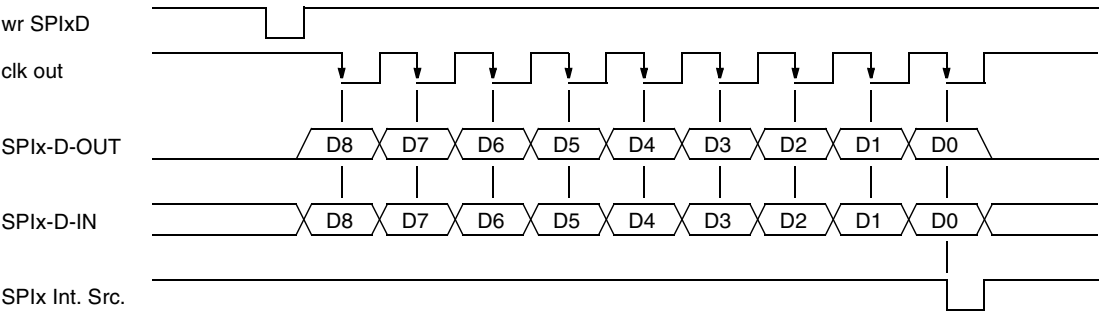 wr SPIxD
clk out
SPIx-D-OUT D8 D7 D6 D5 D4 D3 D2 D1 D0
SPIx-D-IN D8 D7 D6 D5 D4 D3 D2 D1 D0
SPIx Int. Src.